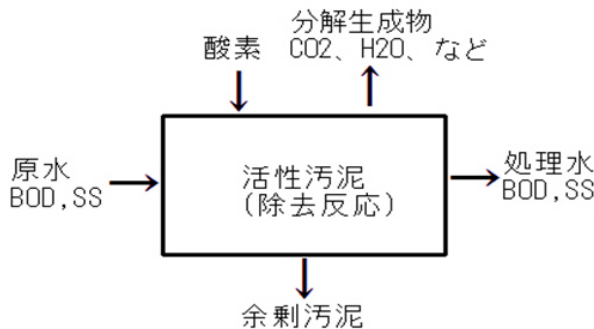 分解生成物
酸素 CO2、H2O、など
原水
BOD,SS
活性汚泥
(除去反応)
処理水
BOD,SS
余剰汚泥